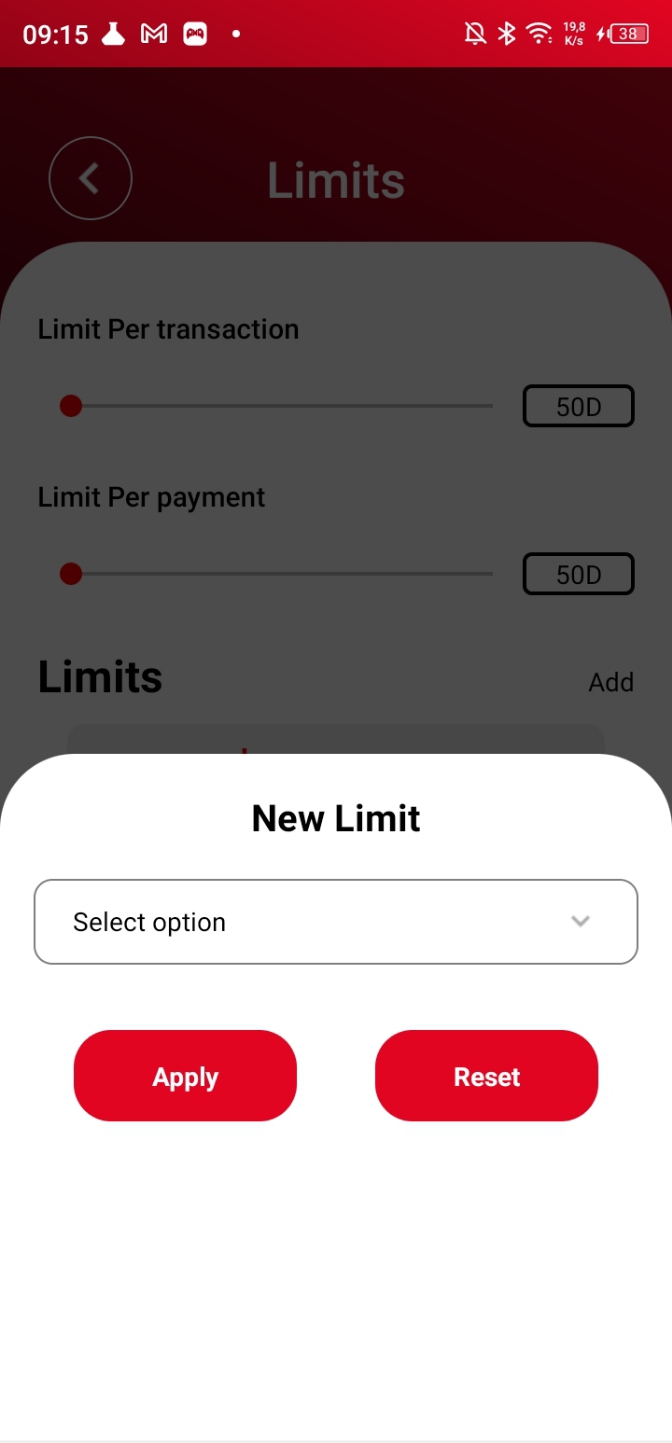 09:15 19,8 K/s 38
Limits
Limit Per transaction
50D
Limit Per payment
50D
Limits Add
New Limit
Select option
Apply Reset